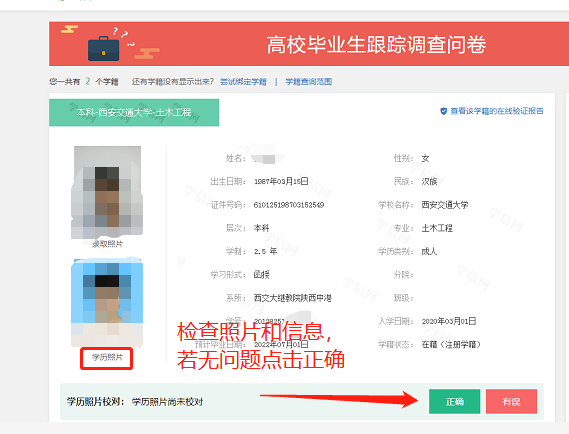 高校毕业生跟踪调查问卷
您一共有 2 个学籍 还有学籍没有显示出来？ 尝试绑定学籍 | 学籍查询范围
本科-西安交通大学-土木工程
查看该学籍的在线验证报告
姓名： 性别： 女
出生日期： 1987年03月15日 民族： 汉族
证件号码： 610125198703152549 学校名称： 西安交通大学
层次： 本科 专业： 土木工程
录取照片
学制： 2.5 年 学历类别： 成人
学习形式： 函授 分院：
系所： 西交大继教院陕西中港 班级：
学号： 入学日期： 2020年03月01日
预计毕业日期： 2022年07月01日 学籍状态： 在籍（注册学籍）
学历照片
检查照片和信息，
若无问题点击正确
学历照片校对： 学历照片尚未校对 正确 有误